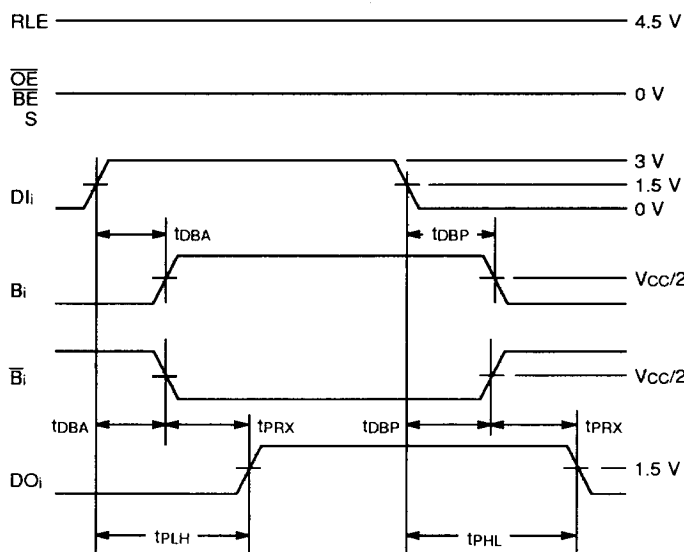 RLE
4.5 V
OE
BE
S
0 V
DIi
3 V
1.5 V
0 V
tDBA
tDBP
Bi
VCC/2
Bi
VCC/2
tDBA
tPRX
tDBP
tPRX
DOi
1.5 V
tPLH
tPHL